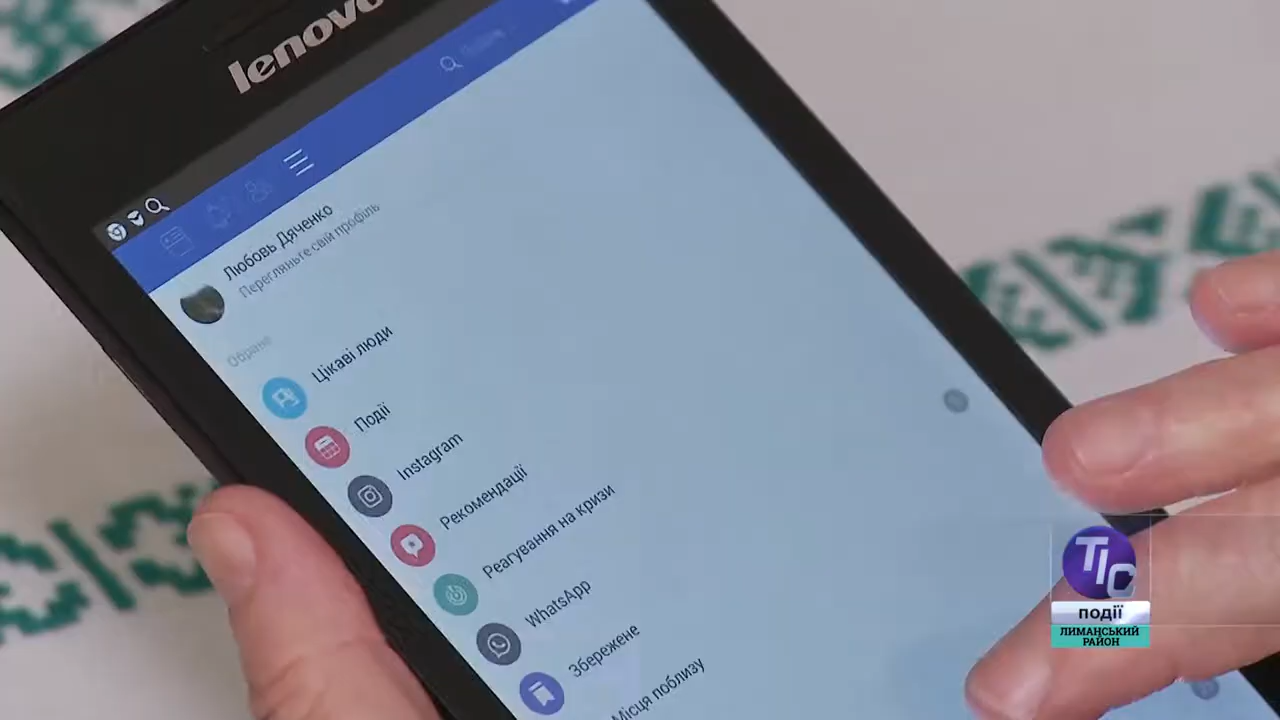 lenovo
Пошук
Любовь Дяченко
Перегляньте свій профіль
Обране
Цікаві люди
Події
Instagram
Рекомендації
Реагування на кризи
WhatsApp
Збережене
Місця поблизу
ТІС
події
ЛИМАНСЬКИЙ
РАЙОН